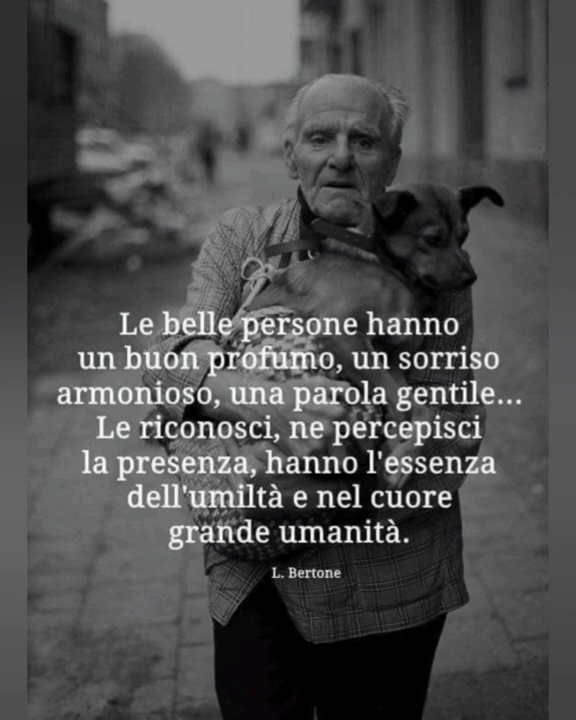 Le belle persone hanno
un buon profumo, un sorriso
armonioso, una parola gentile...
Le riconosci, ne percepisci
la presenza, hanno l'essenza
dell'umiltà e nel cuore
grande umanità.
L. Bertone